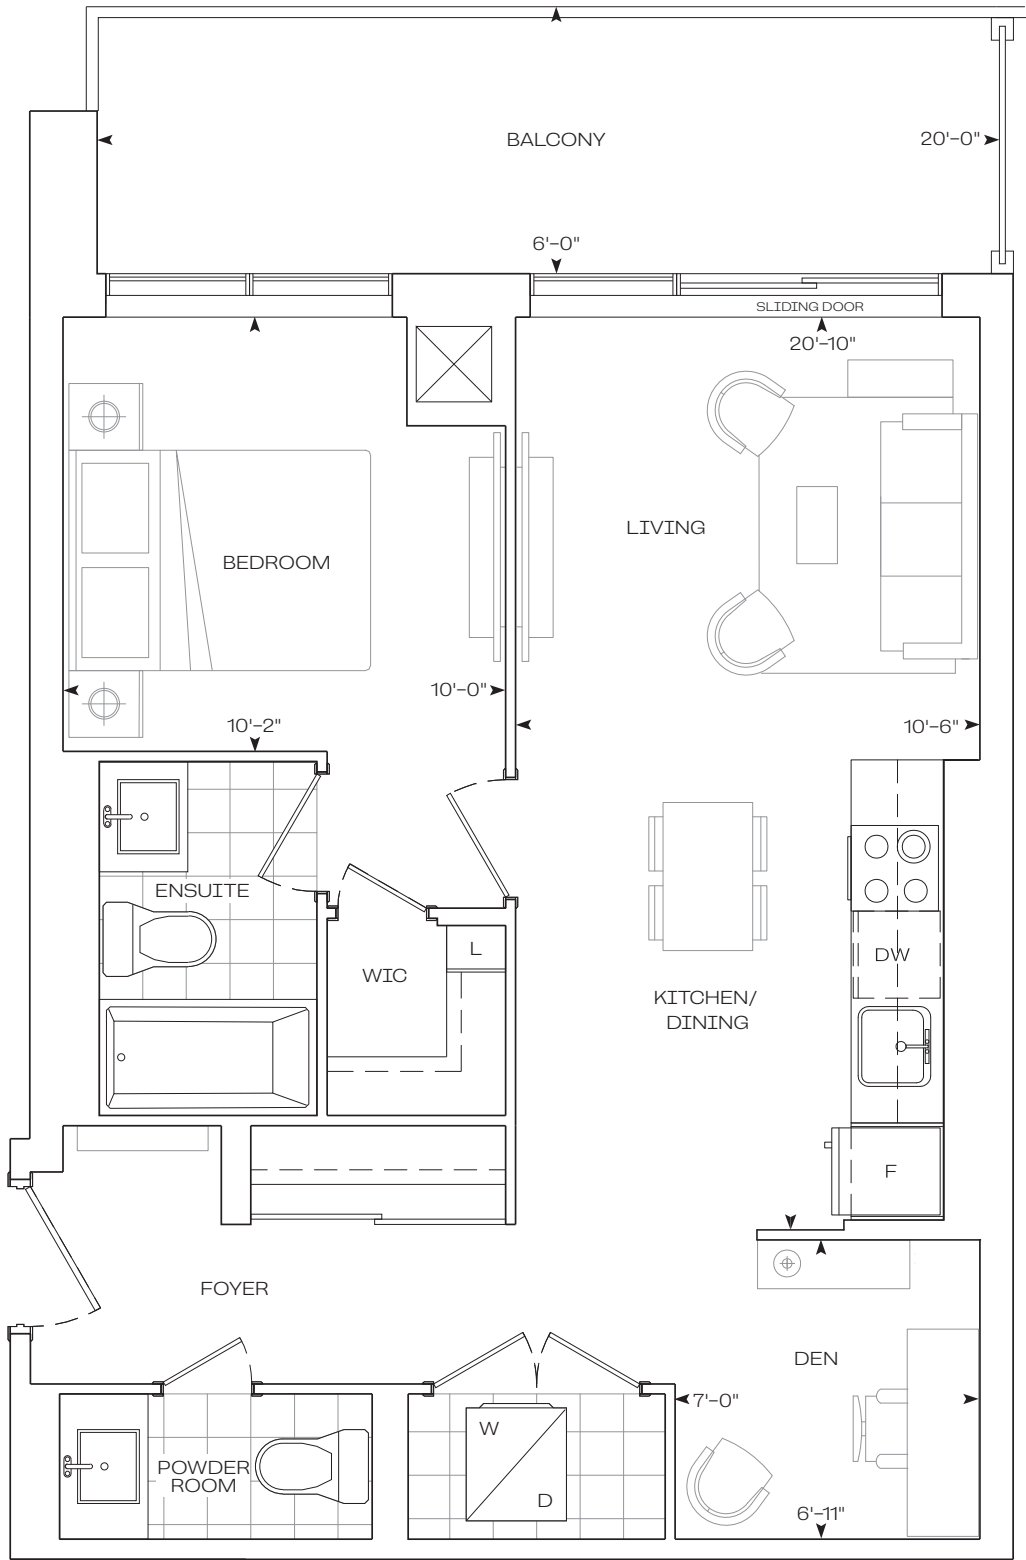 BALCONY
20'-0"
6'-0"
SLIDING DOOR
20'-10"
LIVING
BEDROOM
10'-0"
10'-2"
10'-6"
ENSUITE
L
DW
WIC
KITCHEN/
DINING
F
FOYER
DEN
7'-0"
W
POWDER
ROOM
D
6'-11"